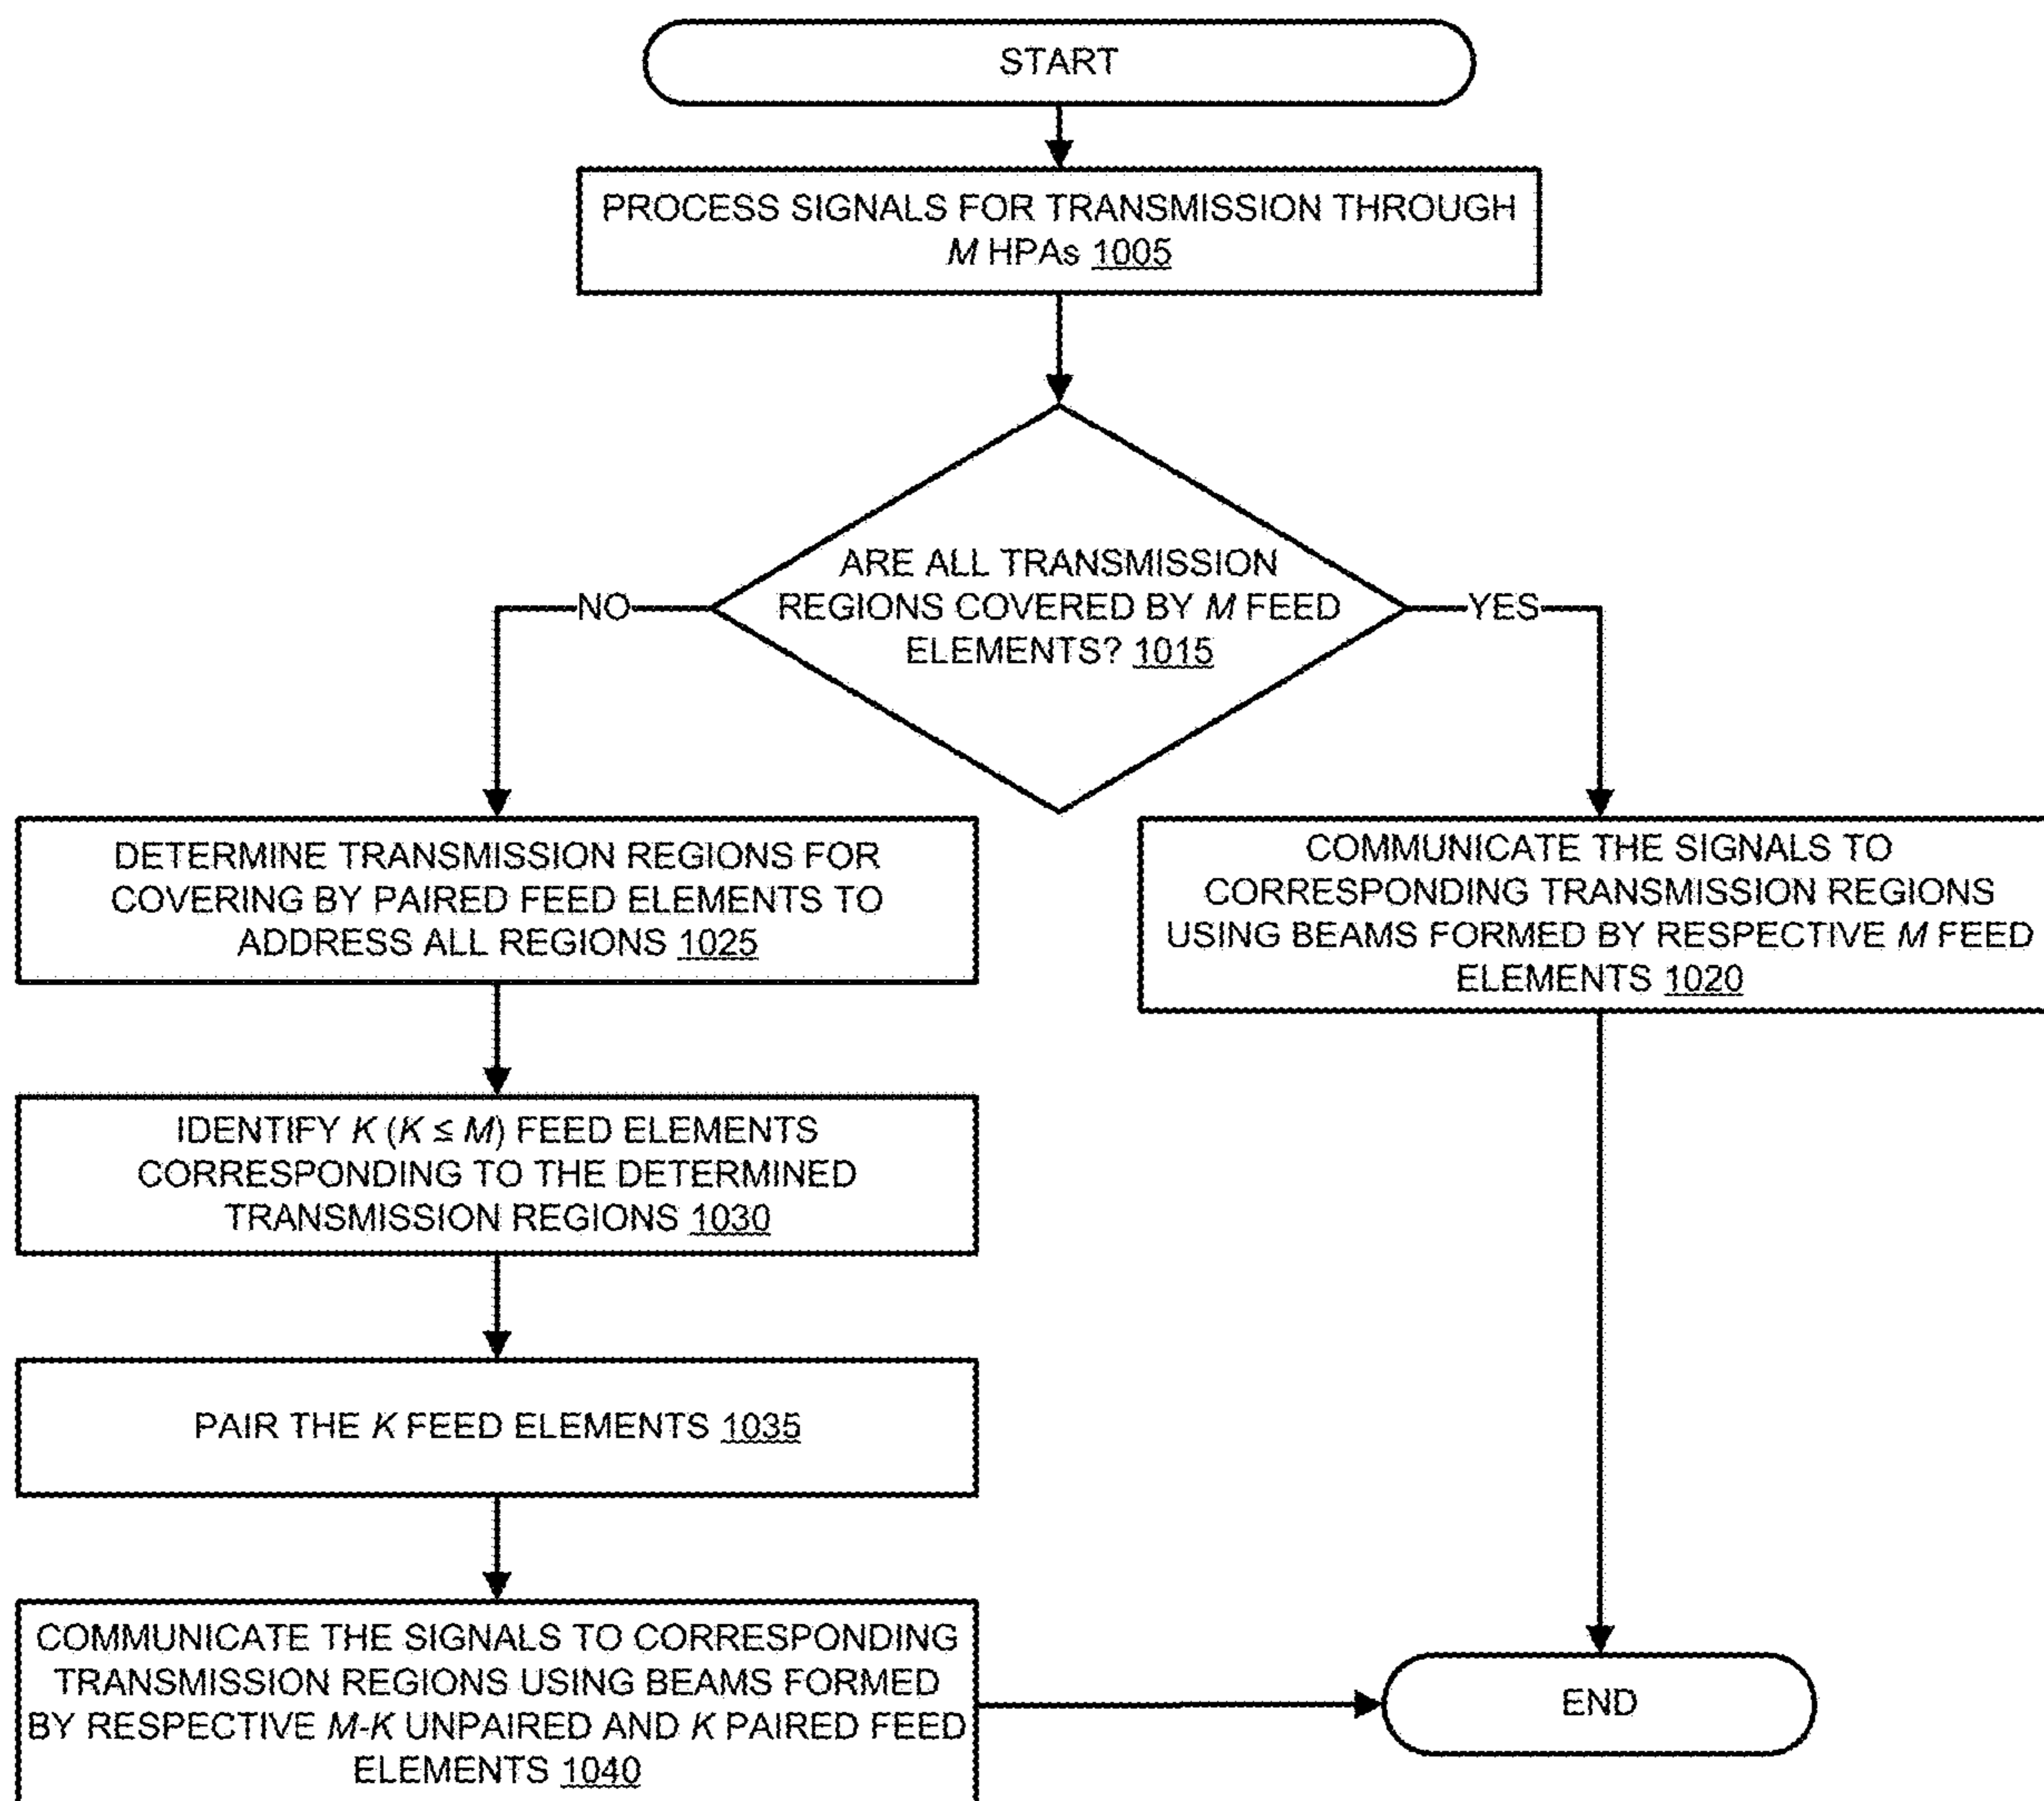 START
PROCESS SIGNALS FOR TRANSMISSION THROUGH
M HPAs 1005
ARE ALL TRANSMISSION
REGIONS COVERED BY M FEED
ELEMENTS? 1015
NO
YES
DETERMINE TRANSMISSION REGIONS FOR
COVERING BY PAIRED FEED ELEMENTS TO
ADDRESS ALL REGIONS 1025
COMMUNICATE THE SIGNALS TO
CORRESPONDING TRANSMISSION REGIONS
USING BEAMS FORMED BY RESPECTIVE M FEED
ELEMENTS 1020
IDENTIFY K (K ≤ M) FEED ELEMENTS
CORRESPONDING TO THE DETERMINED
TRANSMISSION REGIONS 1030
PAIR THE K FEED ELEMENTS 1035
COMMUNICATE THE SIGNALS TO CORRESPONDING
TRANSMISSION REGIONS USING BEAMS FORMED
BY RESPECTIVE M-K UNPAIRED AND K PAIRED FEED
ELEMENTS 1040
END